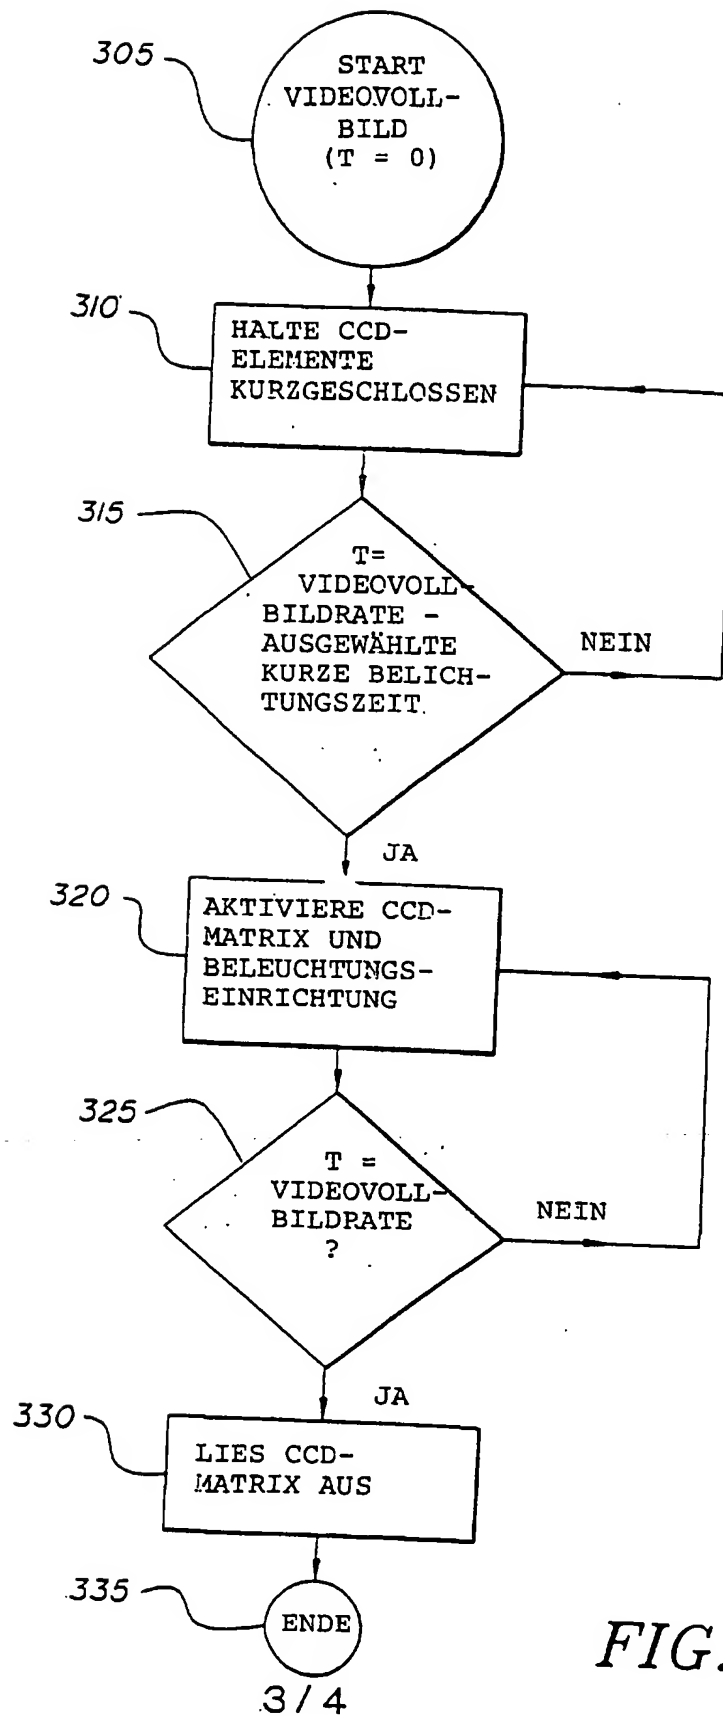 305
START
VIDEOVOLL-
BILD
(T = 0)
310
HALTE CCD-
ELEMENTE
KURZGESCHLOSSEN
315
T=
VIDEOVOLL-
BILDRATE -
AUSGEWÄHLTE
KURZE BELICH-
TUNGSZEIT
NEIN
JA
320
AKTIVIERE CCD-
MATRIX UND
BELEUCHTUNGS-
EINRICHTUNG
325
T =
VIDEOVOLL-
BILDRATE
?
NEIN
JA
330
LIES CCD-
MATRIX AUS
335
ENDE
FIG.
3/4